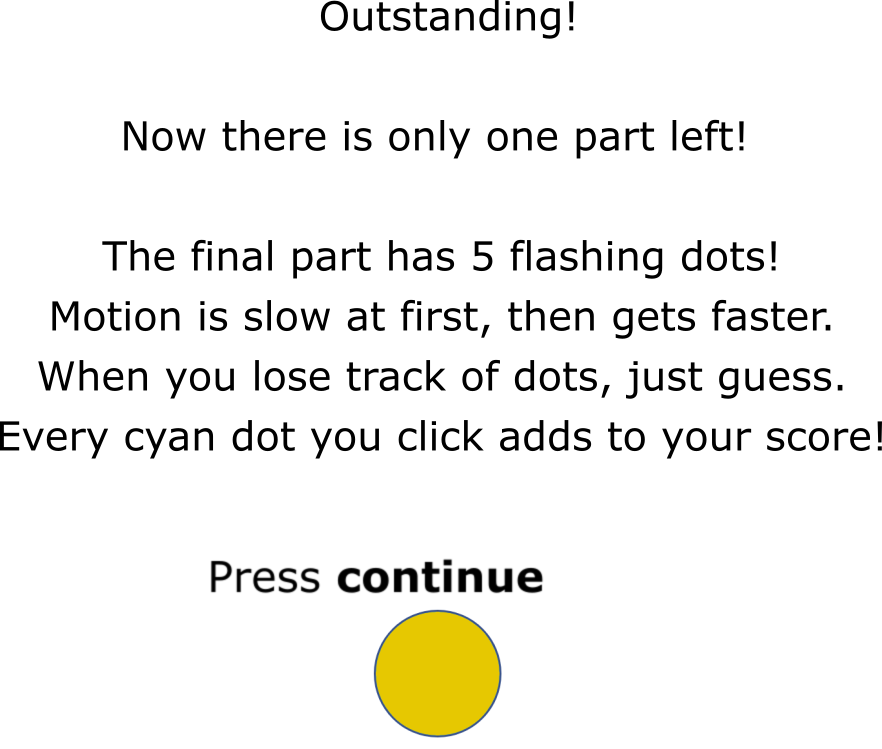 Outstanding!
Now there is only one part left!
The final part has 5 flashing dots!
Motion is slow at first, then gets faster.
When you lose track of dots, just guess.
Every cyan dot you click adds to your score!
Press continue